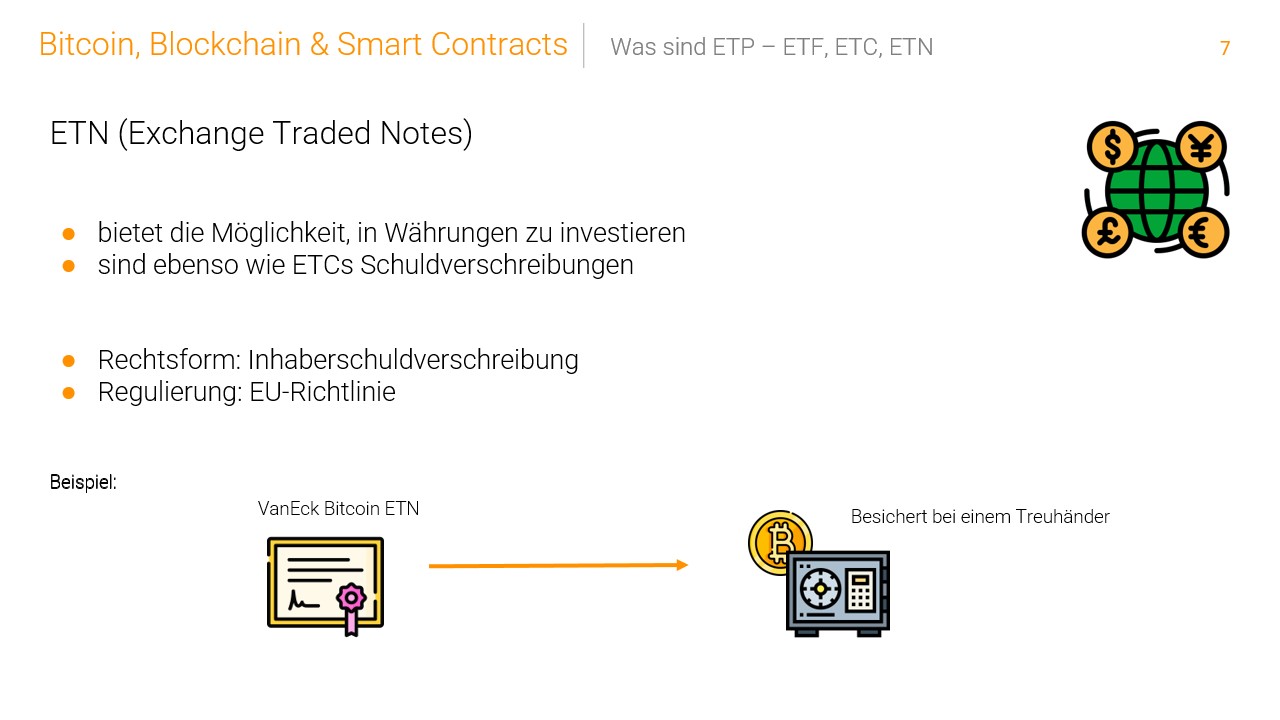 Bitcoin, Blockchain & Smart Contracts
Was sind ETP – ETF, ETC, ETN
7
ETN (Exchange Traded Notes)
● bietet die Möglichkeit, in Währungen zu investieren
● sind ebenso wie ETCs Schuldverschreibungen
● Rechtsform: Inhaberschuldverschreibung
● Regulierung: EU-Richtlinie
Beispiel:
VanEck Bitcoin ETN
Besichert bei einem Treuhänder